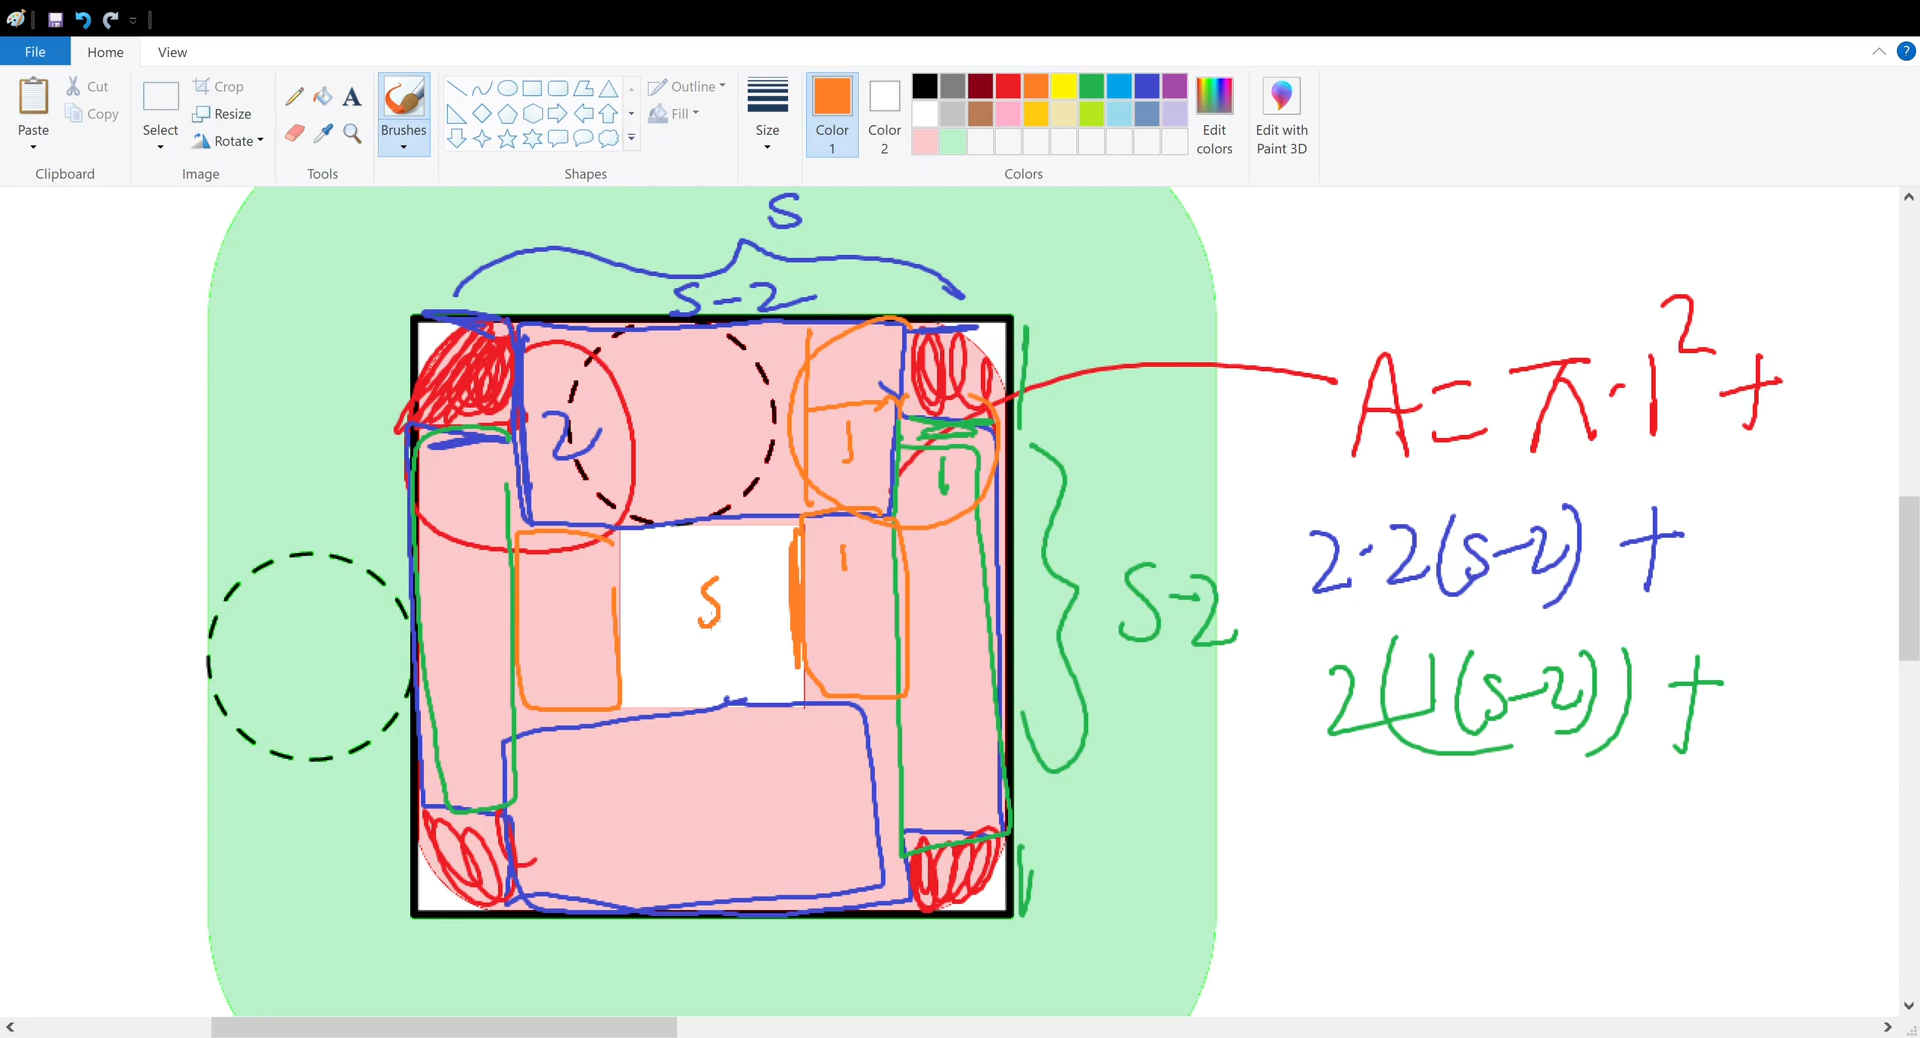 File
Home
View
Paste
Cut
Copy
Clipboard
Select
Crop
Resize
Rotate
Image
A
Tools
Brushes
Outline
Fill
Shapes
Size
Color 1
Color 2
Edit colors
Edit with Paint 3D
Colors
?
S
S-2
2
1
1
1
S
S-2
A = π·1² +
2·2(s-2) +
2(1(s-2)) +